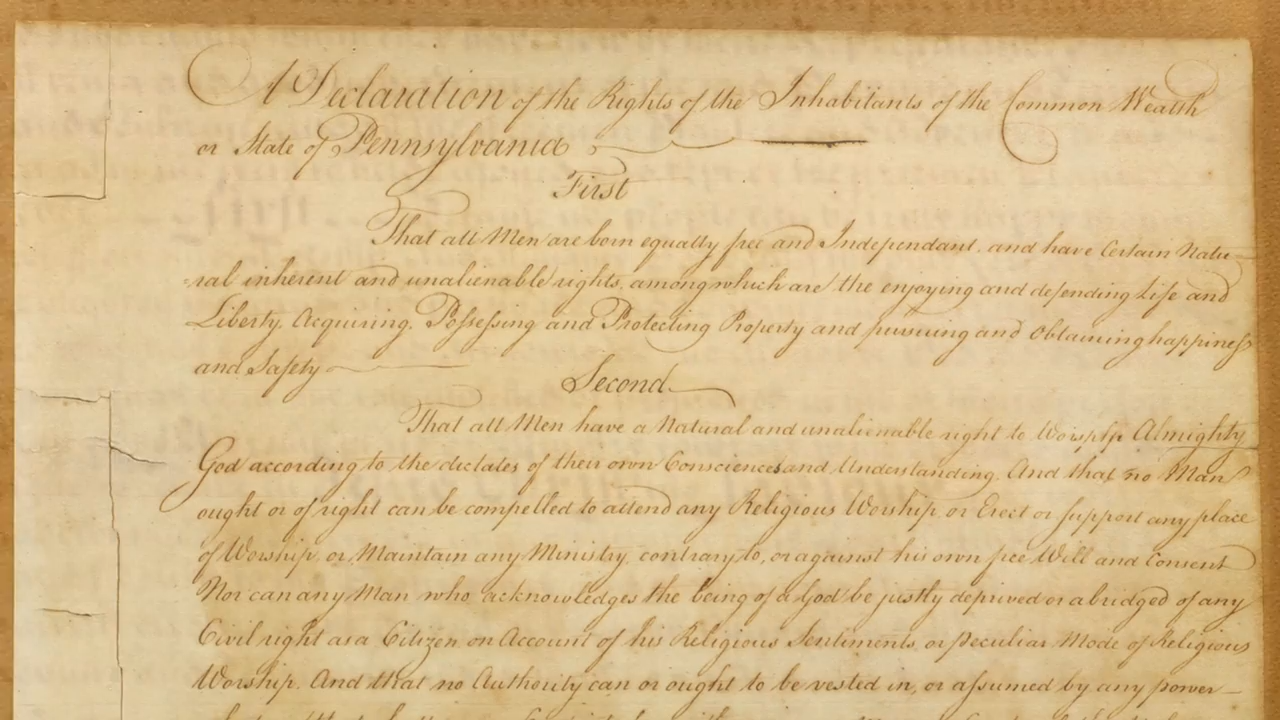 A Declaration of the Rights of the Inhabitants of the Common Wealth
or State of Pennsylvania
First
That all Men are born equally free and Independant, and have Certain Natu
=ral inherent and unalienable rights, among which are the enjoying and defending Life and
Liberty, Acquiring, Possessing and Protecting Property and pursuing and Obtaining happiness
and Safety
Second
That all Men have a Natural and unalienable right to Worship Almighty
God according to the dictates of their own Consciences and Understanding. And that no Man
ought or of right can be compelled to attend any Religious Worship, or Erect or support any place
of Worship, or Maintain any Ministry, contrary to, or against his own free Will and Consent
Nor can any Man who acknowledges the being of a God be justly deprived or abridged of any
Civil right as a Citizen on Account of his Religious Sentiments, or peculiar Mode of Religious
Worship. And that no Authority can or ought to be vested in, or assumed by any power